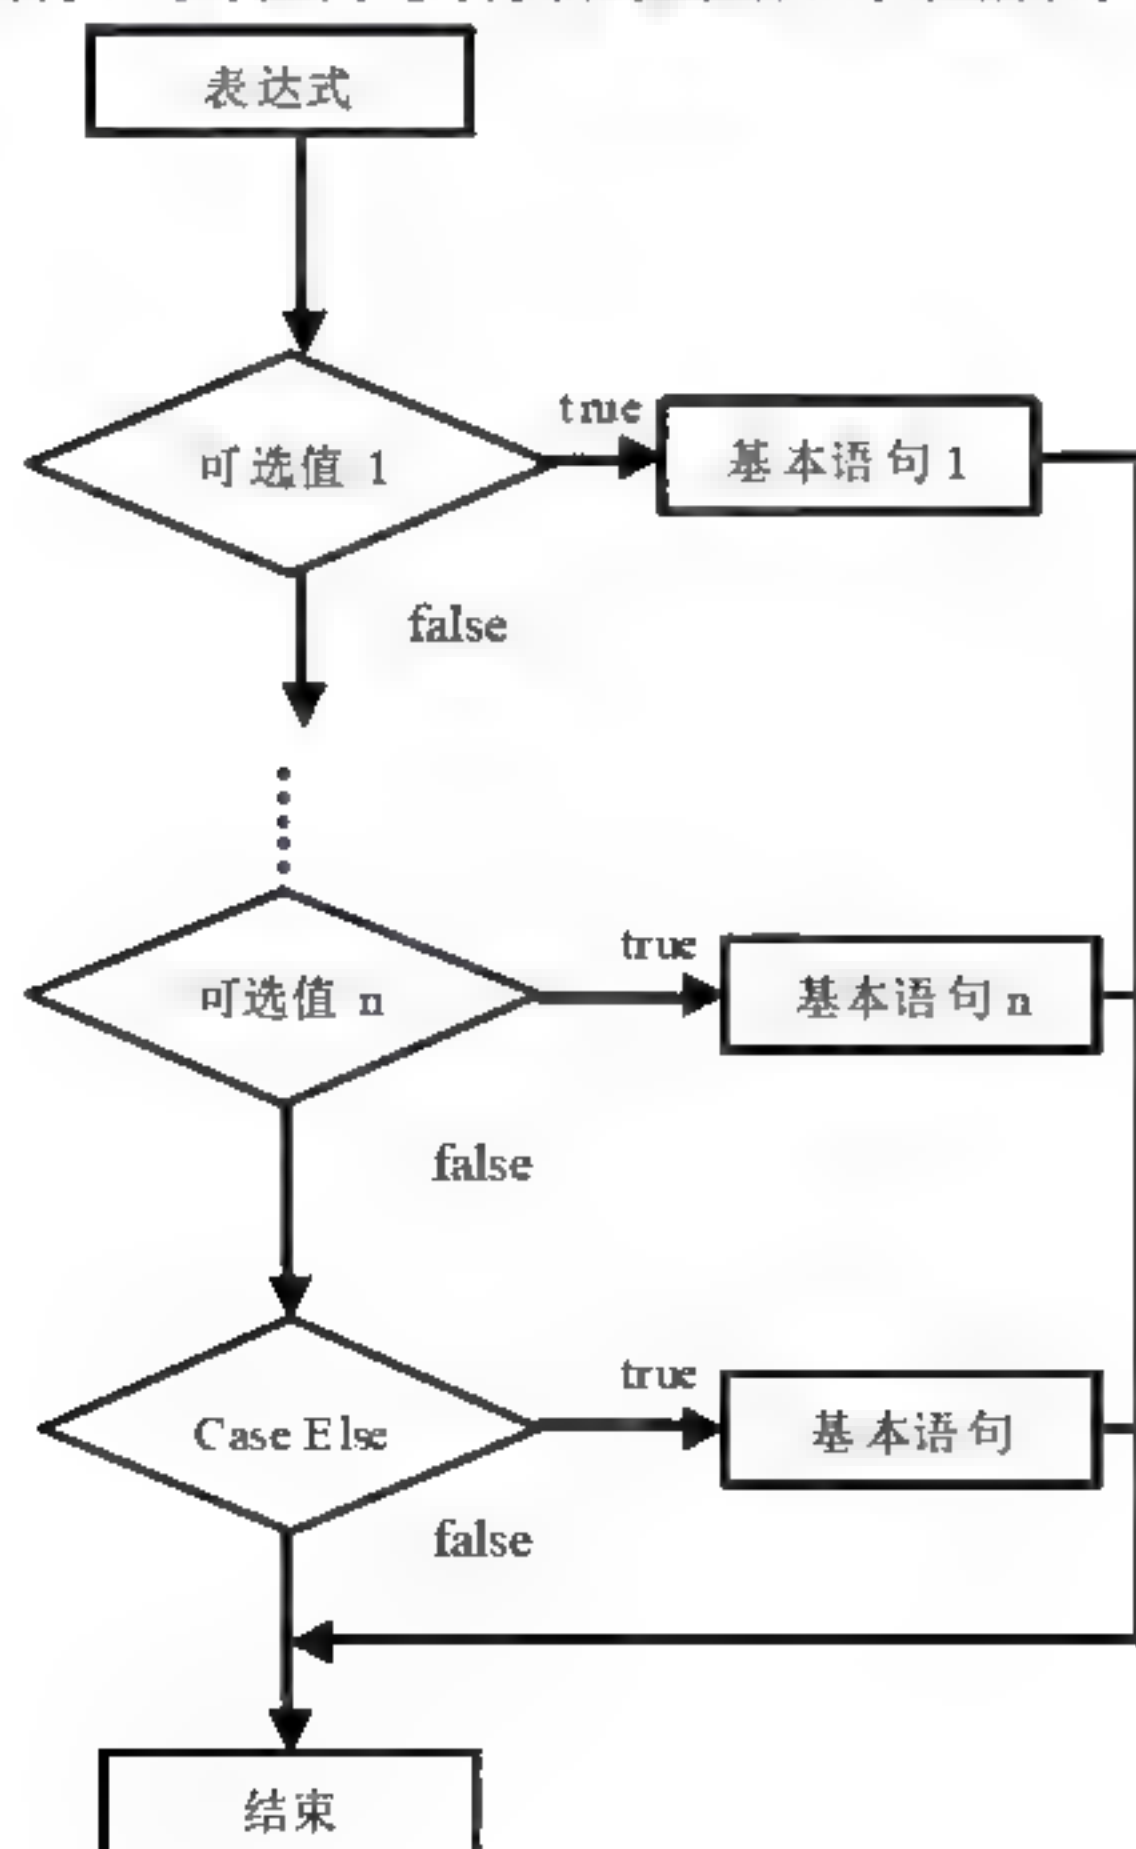 表达式
true
可选值 1
基本语句 1
false
true
可选值 n
基本语句 n
false
true
Case Else
基本语句
false
结束